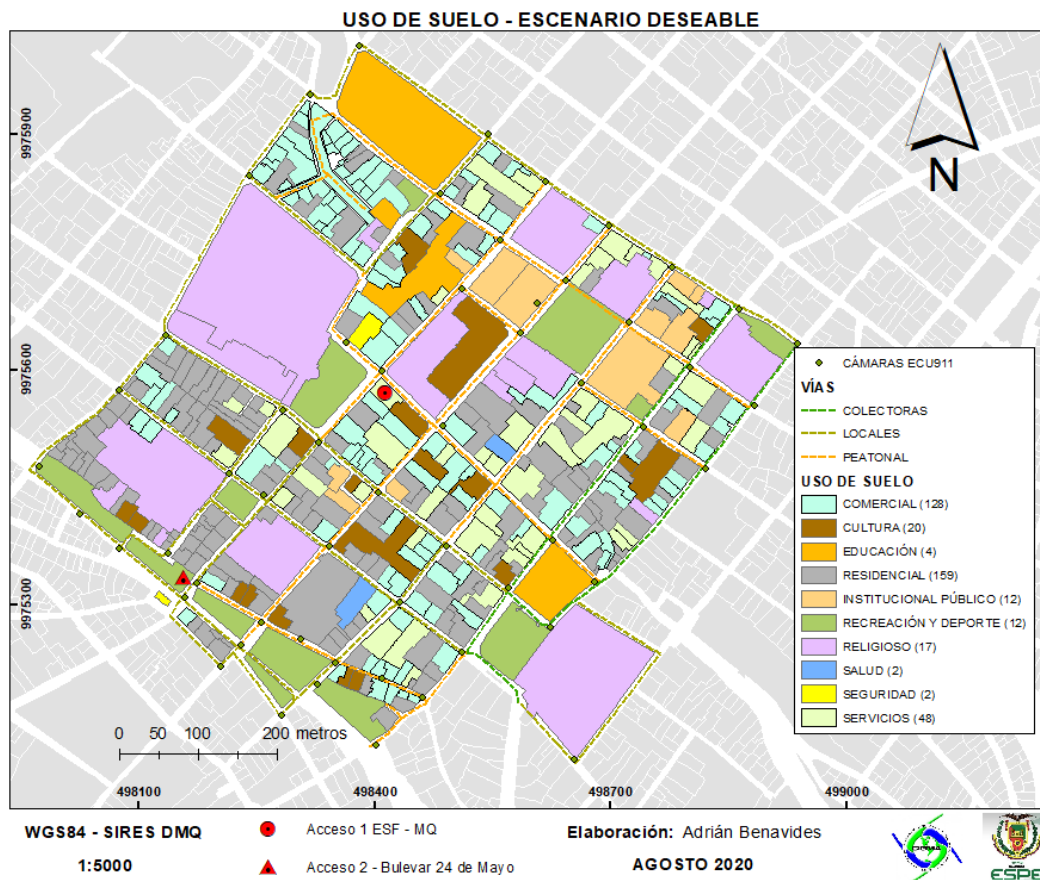 USO DE SUELO - ESCENARIO DESEABLE
N
9975900
9975600
9975300
CÁMARAS ECU911
VÍAS
COLECTORAS
LOCALES
PEATONAL
USO DE SUELO
COMERCIAL (128)
CULTURA (20)
EDUCACIÓN (4)
RESIDENCIAL (159)
INSTITUCIONAL PÚBLICO (12)
RECREACIÓN Y DEPORTE (12)
RELIGIOSO (17)
SALUD (2)
SEGURIDAD (2)
SERVICIOS (48)
0 50 100 200 metros
498100 498400 498700 499000
WGS84 - SIRES DMQ
1:5000
Acceso 1 ESF - MQ
Acceso 2 - Bulevar 24 de Mayo
Elaboración: Adrián Benavides
AGOSTO 2020
ESPE